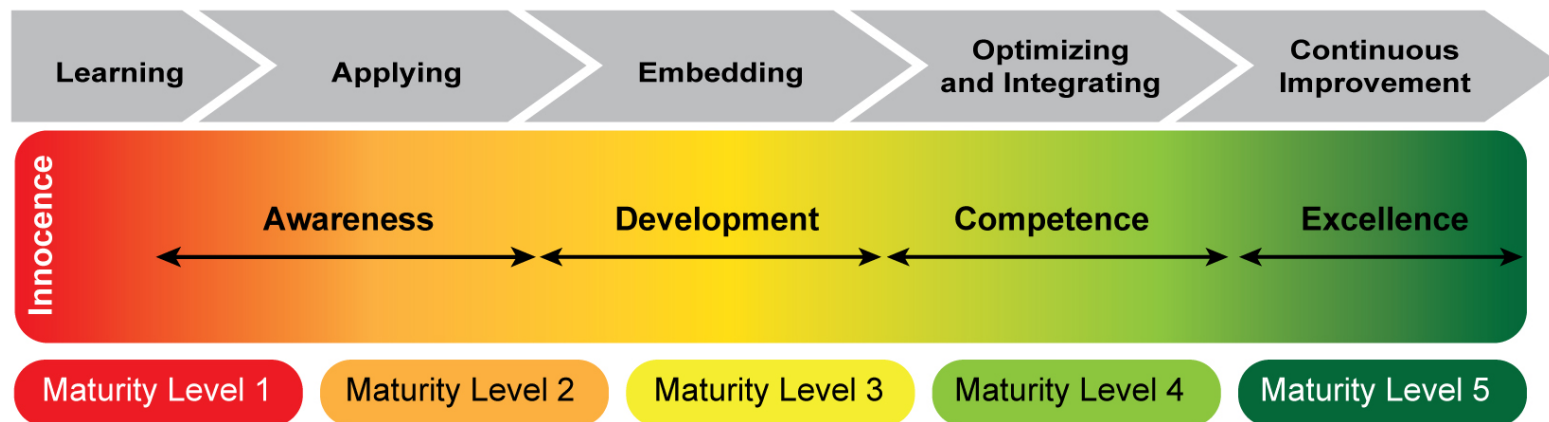 Learning
Applying
Embedding
Optimizing
and Integrating
Continuous
Improvement
Innocence
Awareness
Development
Competence
Excellence
Maturity Level 1
Maturity Level 2
Maturity Level 3
Maturity Level 4
Maturity Level 5